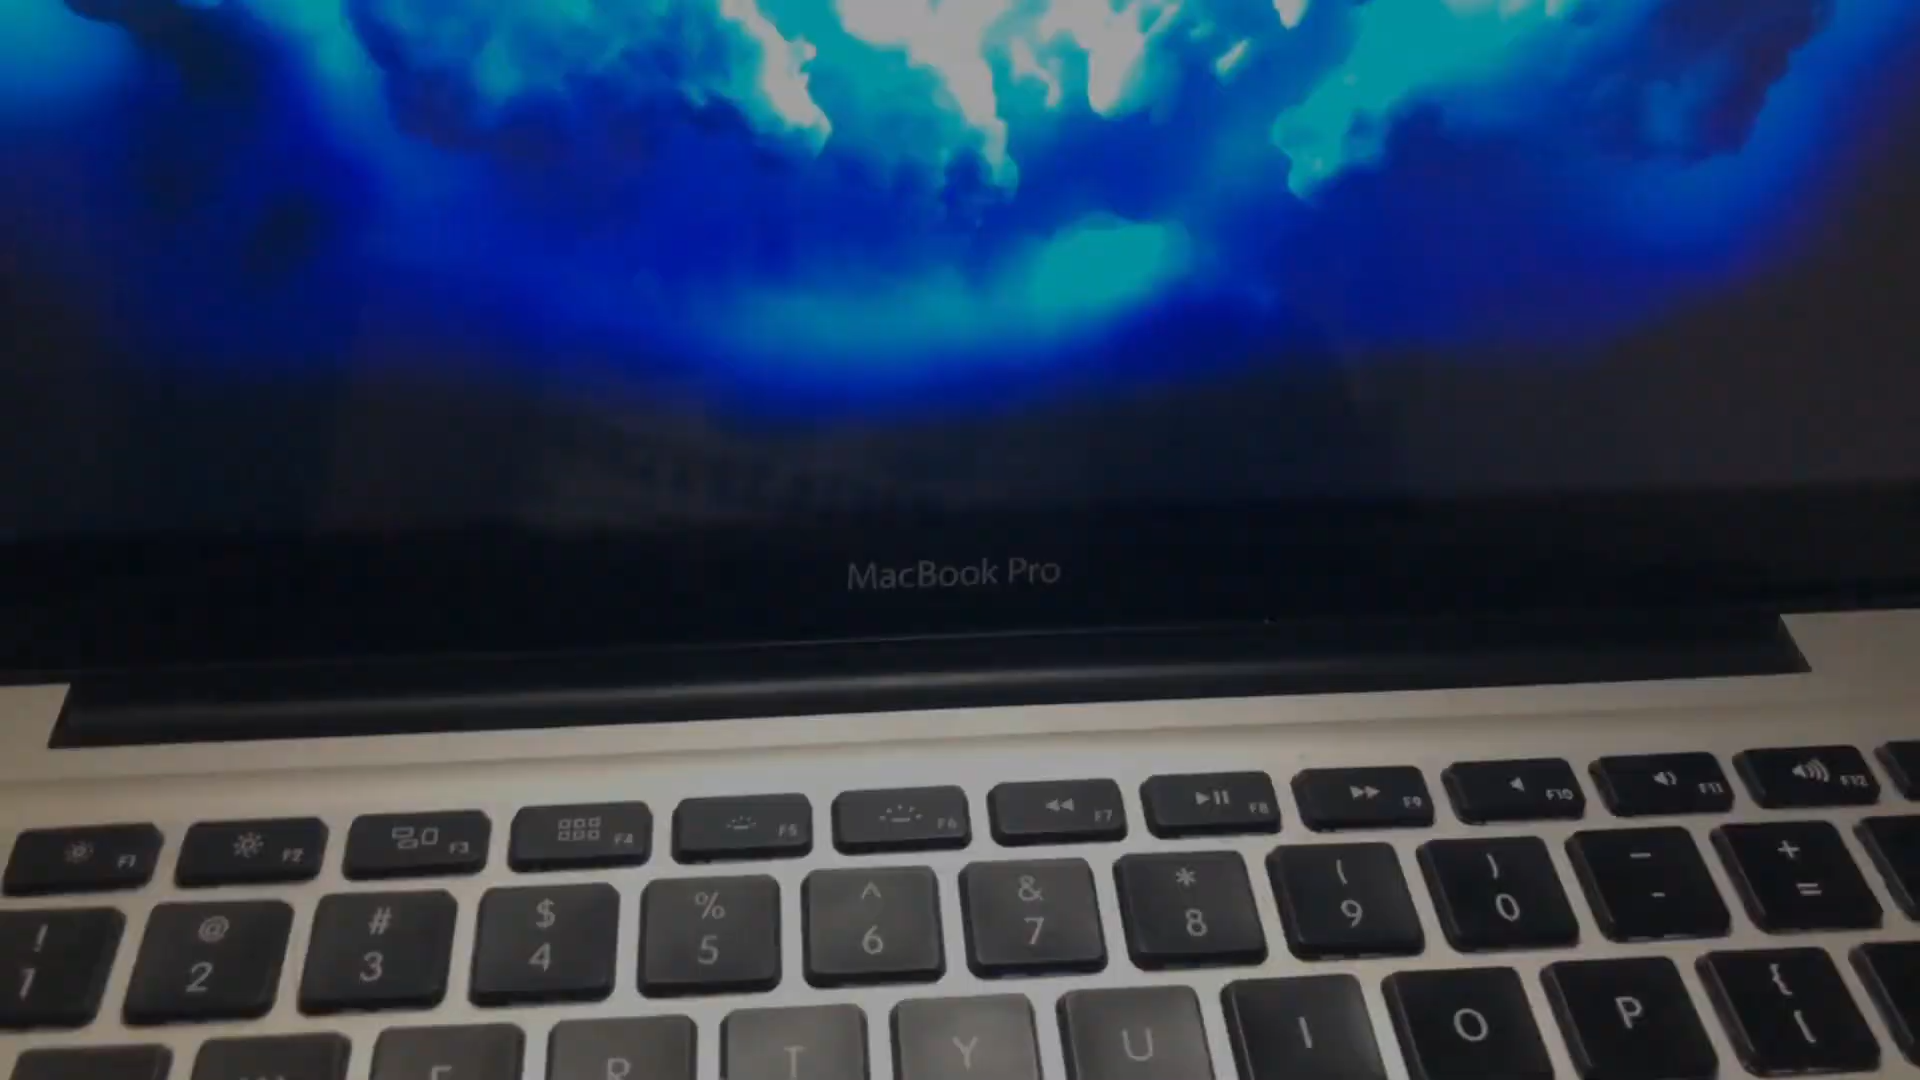 MacBook Pro
F1 F2 F3 F4 F5 F6 F7 F8 F9 F10 F11 F12
! @ # $ % ^ & * ( ) _ +
1 2 3 4 5 6 7 8 9 0 - =
E R T Y U I O P {
[